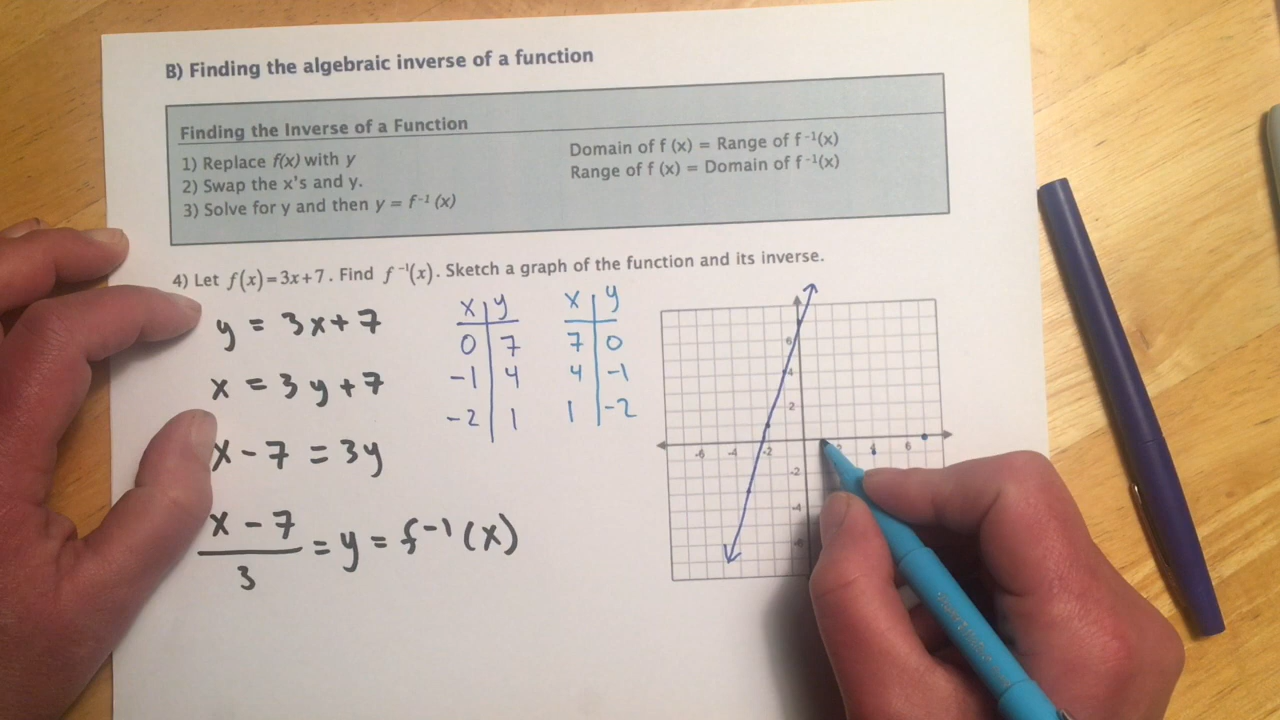 B) Finding the algebraic inverse of a function
Finding the Inverse of a Function
1) Replace f(x) with y
2) Swap the x's and y.
3) Solve for y and then y = f⁻¹ (x)
Domain of f (x) = Range of f⁻¹(x)
Range of f (x) = Domain of f⁻¹(x)
4) Let f(x)=3x+7. Find f⁻¹(x). Sketch a graph of the function and its inverse.
y = 3x+7
x = 3y+7
x-7 = 3y
x-7
3
= y = f⁻¹(x)
x y
0 7
-1 4
-2 1
x y
7 0
4 -1
1 -2
6
4
2
-6 -4 -2 2 4 6
-2
-4